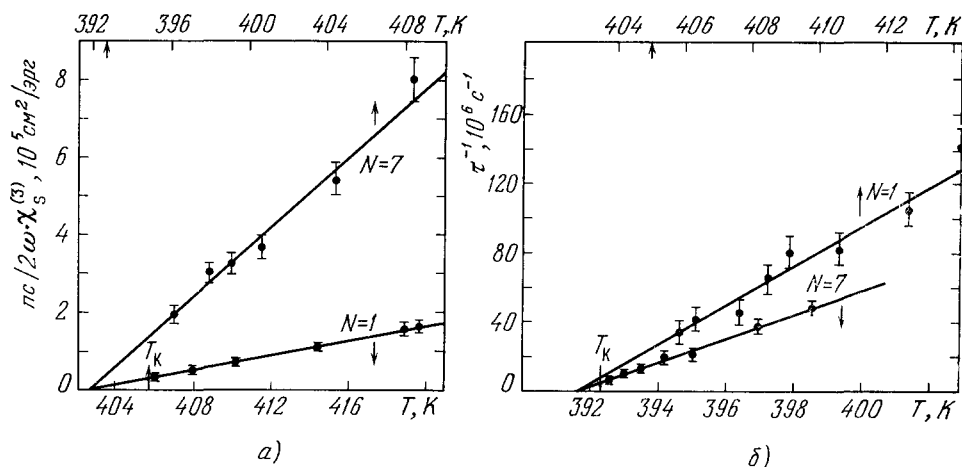 392 396 400 404 408 T,K
8
6
4
2
0
nc/2ω·χ_s^(3), 10^5 см^2/эрг
N=7
N=1
T_K
404 408 412 416 T,K
а)
404 406 408 410 412 T,K
160
120
80
40
0
τ^-1, 10^6 с^-1
N=1
N=7
T_K
392 394 396 398 400 T,K
б)